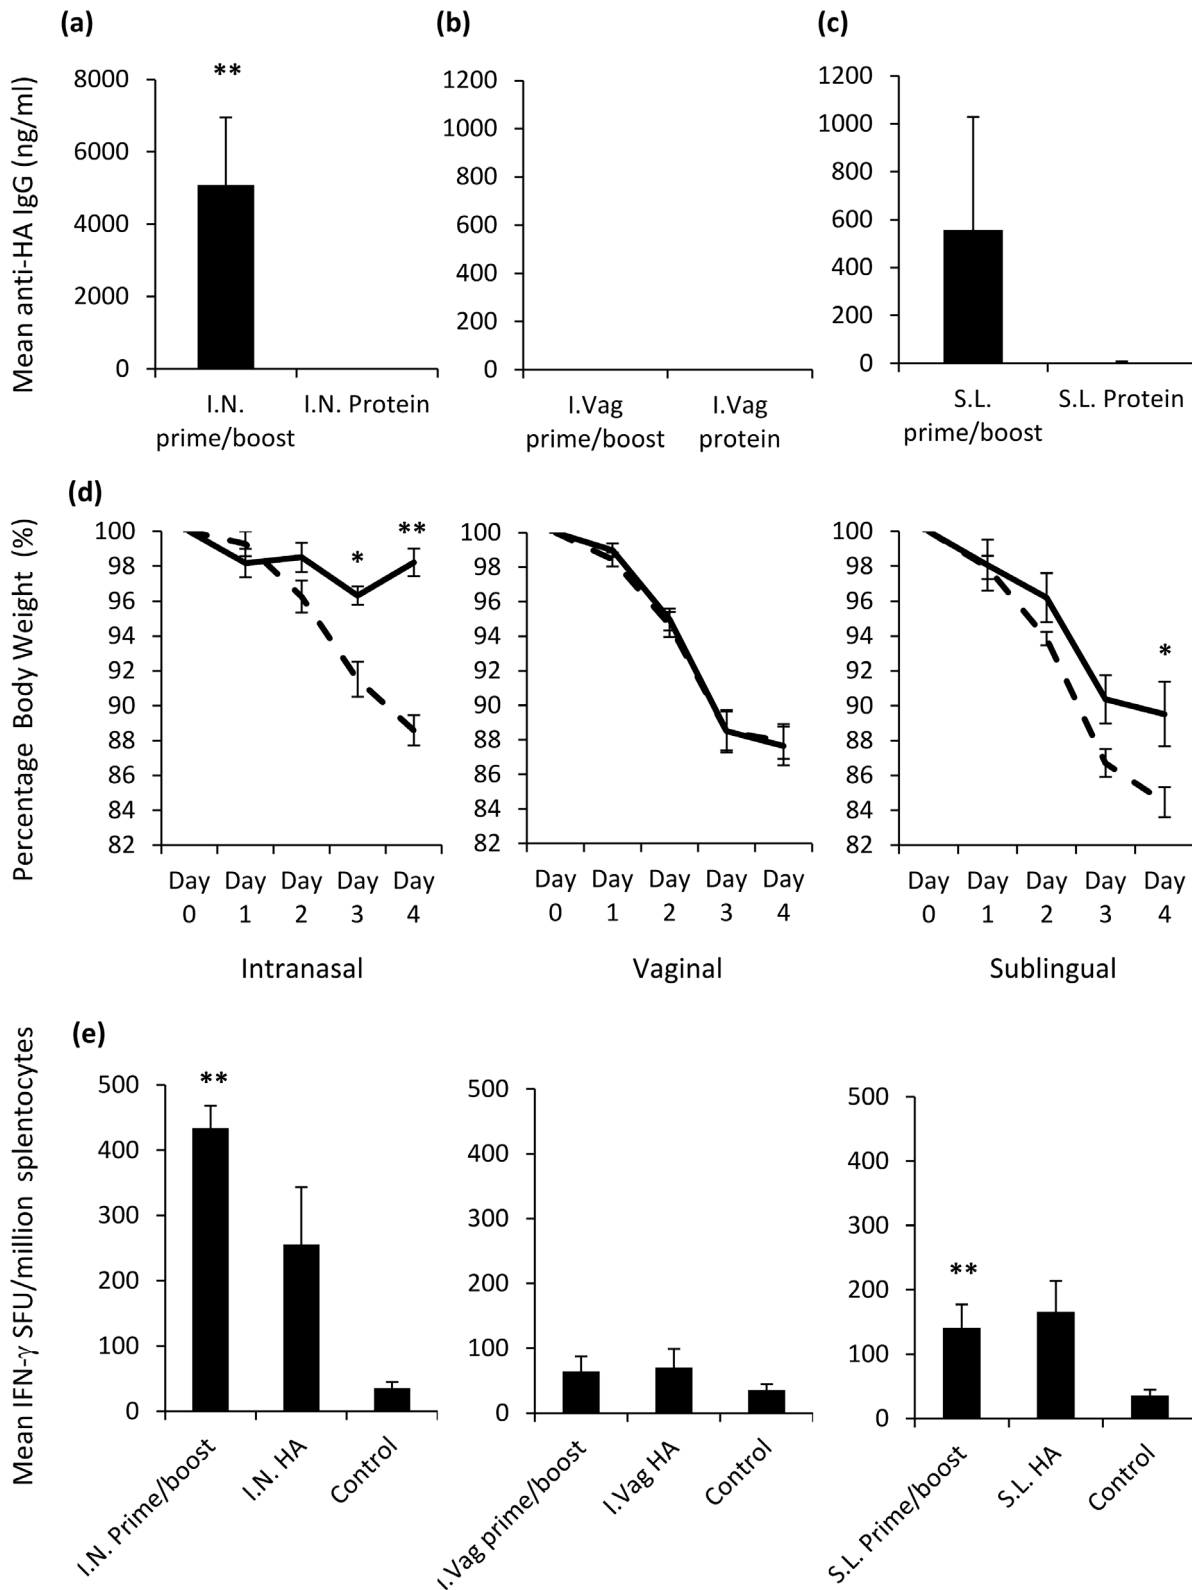 (a)
(b)
(c)
Mean anti-HA IgG (ng/ml)
8000
6000
4000
2000
0
**
I.N.
prime/boost
I.N. Protein
1200
1000
800
600
400
200
0
I.Vag
prime/boost
I.Vag
protein
1200
1000
800
600
400
200
0
S.L.
prime/boost
S.L. Protein
(d)
Percentage Body Weight (%)
100
98
96
94
92
90
88
86
84
82
*
**
Day
0
Day
1
Day
2
Day
3
Day
4
Intranasal
100
98
96
94
92
90
88
86
84
82
Day
0
Day
1
Day
2
Day
3
Day
4
Vaginal
100
98
96
94
92
90
88
86
84
82
*
Day
0
Day
1
Day
2
Day
3
Day
4
Sublingual
(e)
Mean IFN-γ SFU/million splentocytes
500
400
300
200
100
0
**
I.N. Prime/boost
I.N. HA
Control
500
400
300
200
100
0
I.Vag prime/boost
I.Vag HA
Control
500
400
300
200
100
0
**
S.L. Prime/boost
S.L. HA
Control